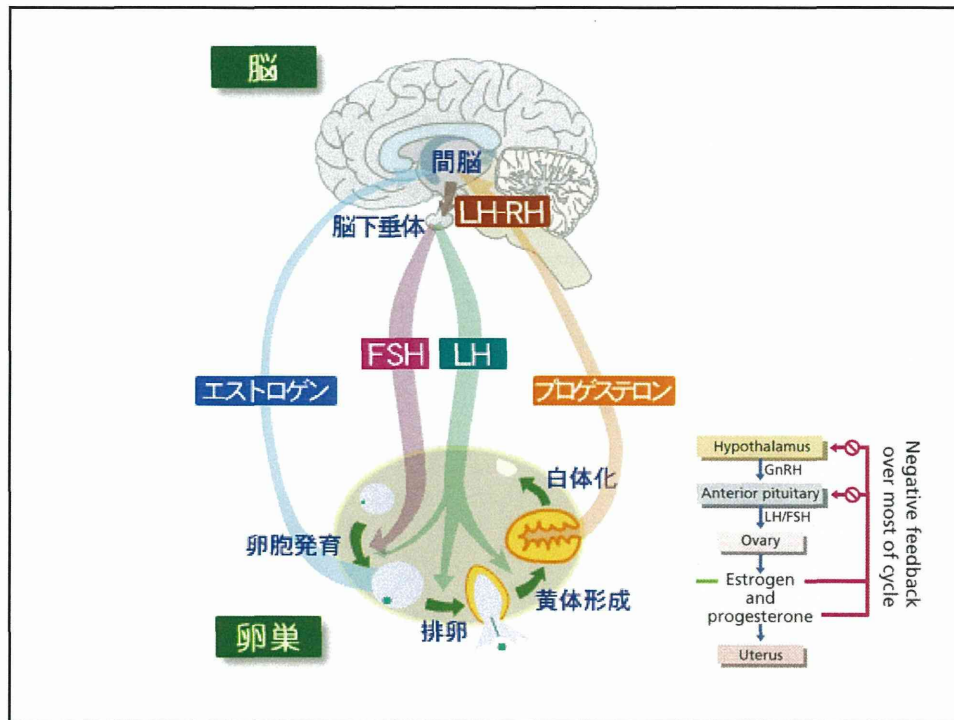 脳
間脳
LH-RH
脳下垂体
FSH
LH
エストロゲン
プロゲステロン
白体化
卵胞発育
黄体形成
排卵
卵巣
Hypothalamus
GnRH
Anterior pituitary
LH/FSH
Ovary
Estrogen
and
progesterone
Uterus
Negative feedback
over most of cycle